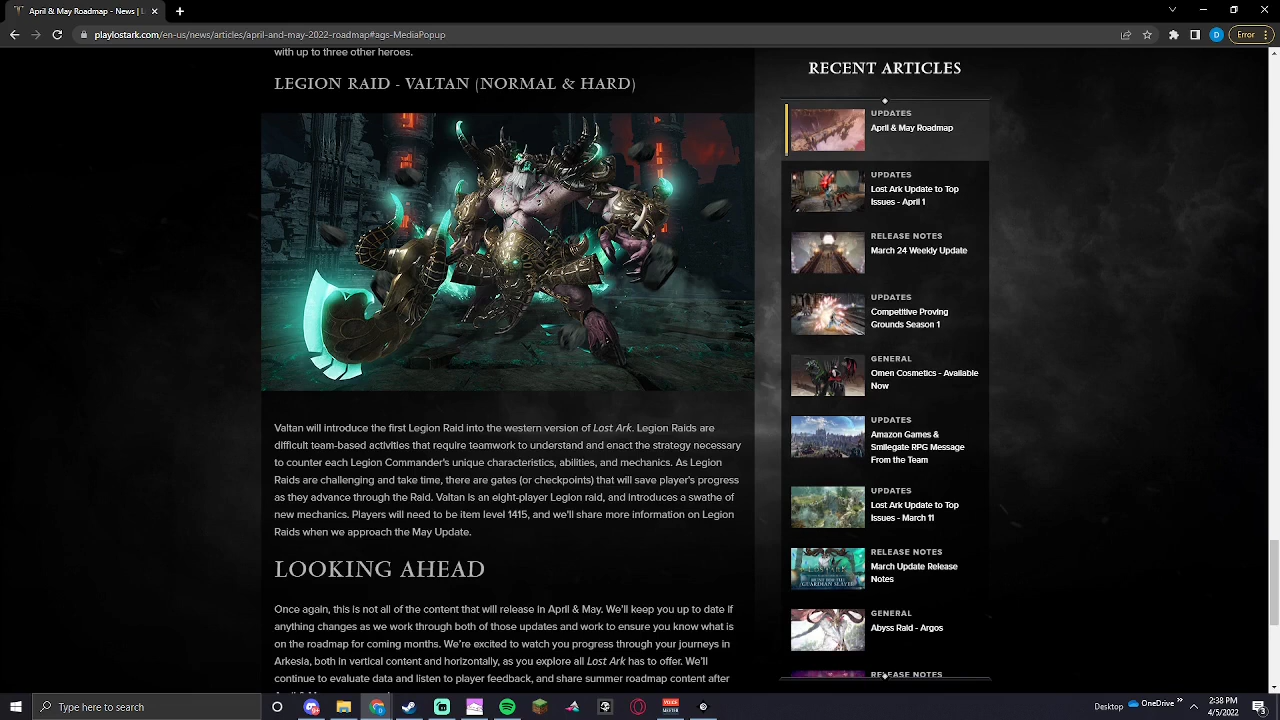 April & May Roadmap - News | Lo
playlostark.com/en-us/news/articles/april-may-2022-roadmap#ags-MediaPopup
Error
with up to three other heroes.
LEGION RAID - VALTAN (NORMAL & HARD)
Valtan will introduce the first Legion Raid into the western version of Lost Ark. Legion Raids are
difficult team-based activities that require teamwork to understand and enact the strategy necessary
to counter each Legion Commander's unique characteristics, abilities, and mechanics. As Legion
Raids are challenging and take time, there are gates (or checkpoints) that will save player's progress
as they advance through the Raid. Valtan is an eight-player Legion raid, and introduces a swathe of
new mechanics. Players will need to be item level 1415, and we'll share more information on Legion
Raids when we approach the May Update.
LOOKING AHEAD
Once again, this is not all of the content that will release in April & May. We'll keep you up to date if
anything changes as we work through both of those updates and work to ensure you know what is
on the roadmap for coming months. We're excited to watch you progress through your journeys in
Arkesia, both in vertical content and horizontally, as you explore all Lost Ark has to offer. We'll
continue to evaluate data and listen to player feedback, and share summer roadmap content after
RECENT ARTICLES
UPDATES
April & May Roadmap
UPDATES
Lost Ark Update to Top
Issues - April 1
RELEASE NOTES
March 24 Weekly Update
UPDATES
Competitive Proving
Grounds Season 1
GENERAL
Omen Cosmetics - Available
Now
UPDATES
Amazon Games &
Smilegate RPG Message
From the Team
UPDATES
Lost Ark Update to Top
Issues - March 11
RELEASE NOTES
March Update Release
Notes
GENERAL
Abyss Raid - Argos
RELEASE NOTES
Type here to search
Desktop
OneDrive
2:38 PM